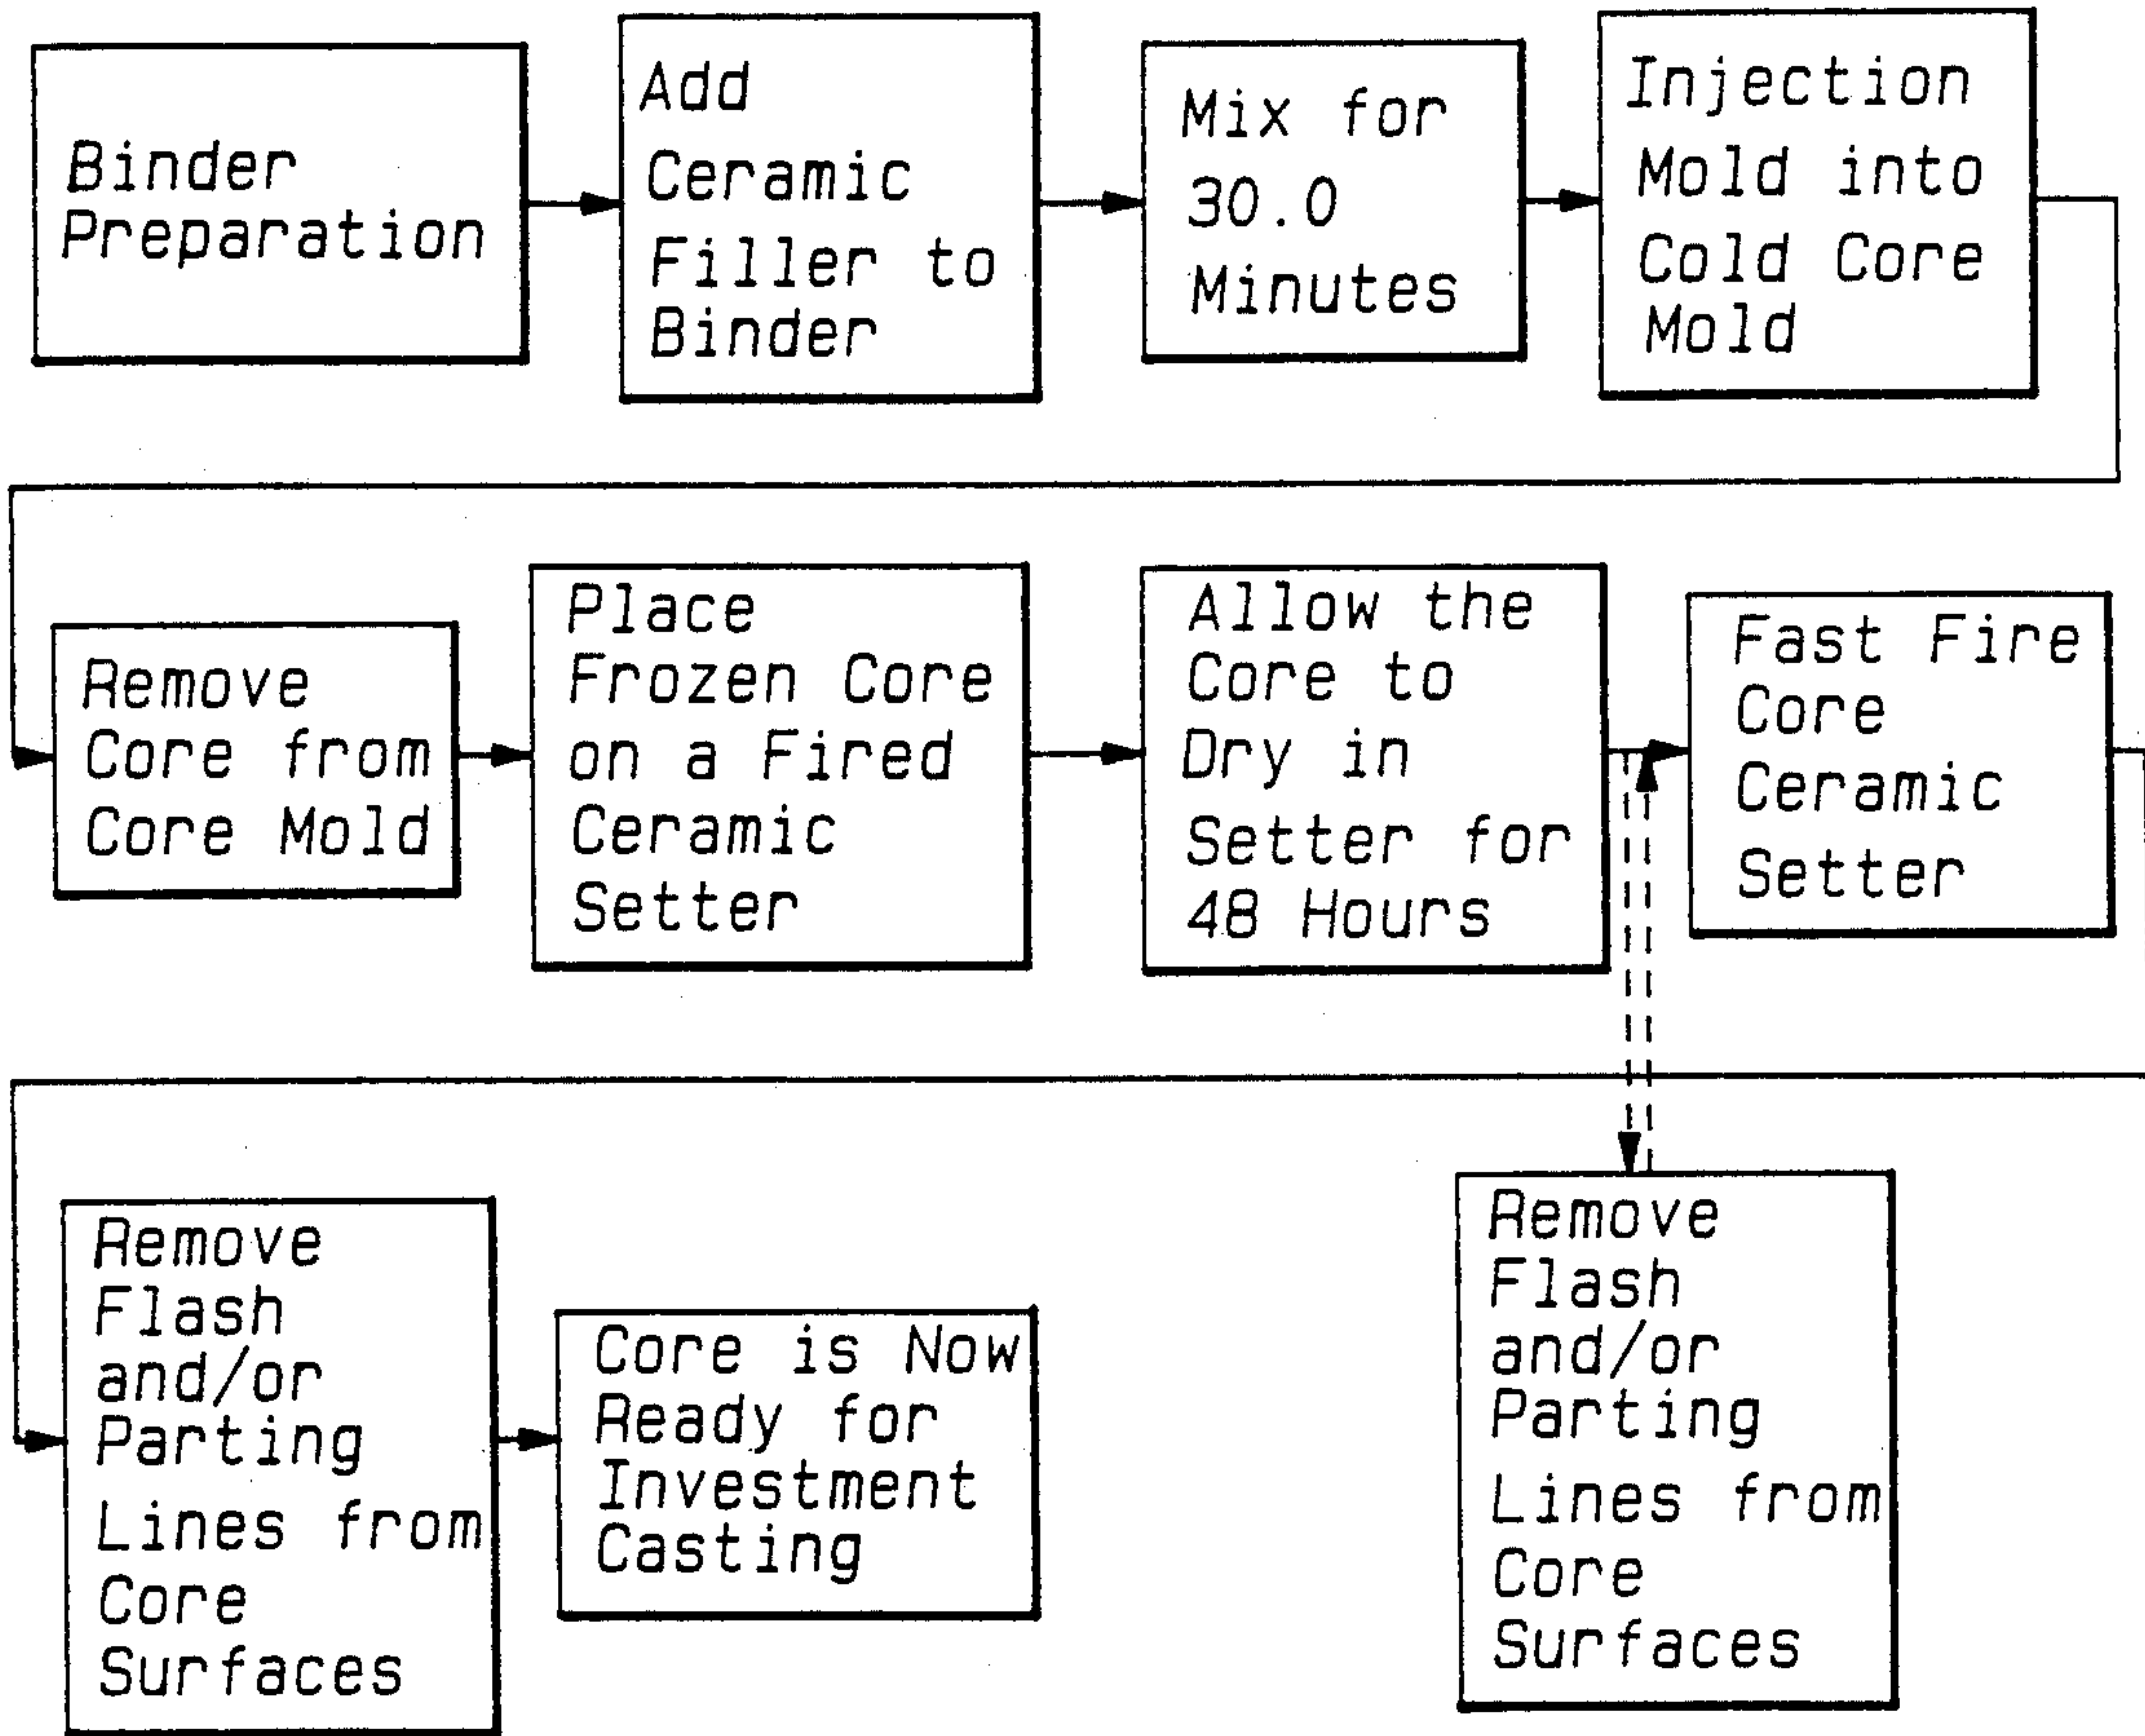 Binder
Preparation
Add
Ceramic
Filler to
Binder
Mix for
30.0
Minutes
Injection
Mold into
Cold Core
Mold
Remove
Core from
Core Mold
Place
Frozen Core
on a Fired
Ceramic
Setter
Allow the
Core to
Dry in
Setter for
48 Hours
Fast Fire
Core
Ceramic
Setter
Remove
Flash
and/or
Parting
Lines from
Core
Surfaces
Core is Now
Ready for
Investment
Casting
Remove
Flash
and/or
Parting
Lines from
Core
Surfaces